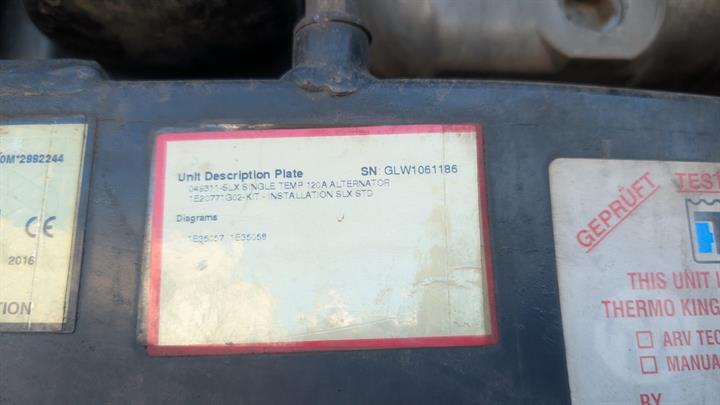 0M*2992244
CE
2016
TION
Unit Description Plate SN: GLW1061186
049311-SLX SINGLE TEMP 120A ALTERNATOR
1E20771G02-KIT - INSTALLATION SLX STD
Diagrams
1E35057, 1E35058
GEPRÜFT
TEST
THIS UNIT
THERMO KING
ARV TEC
MANUA
BY